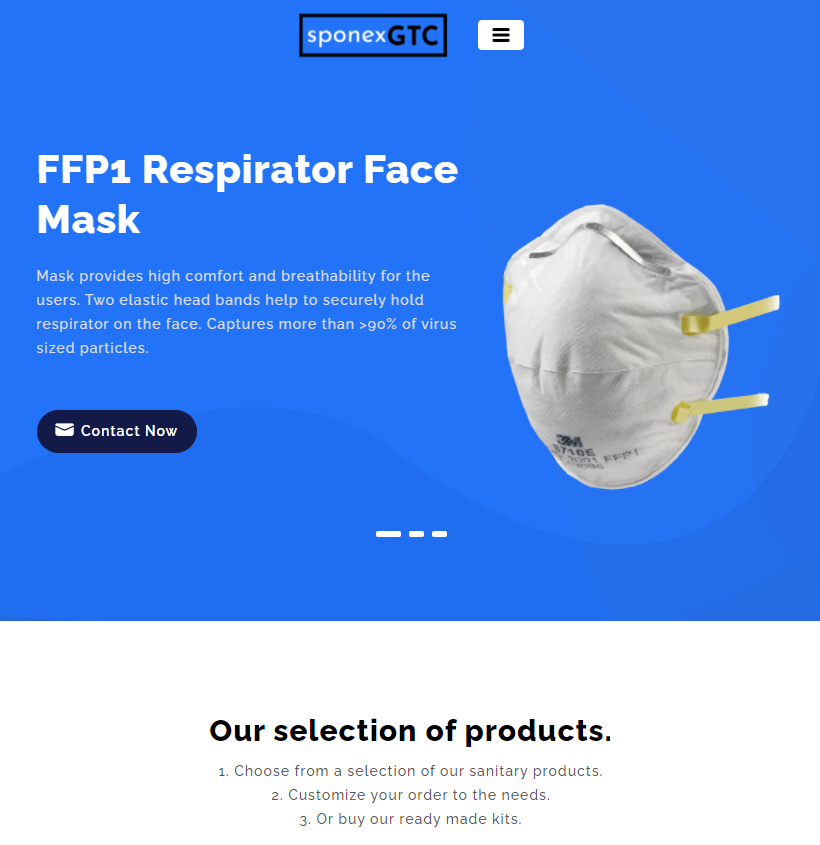 sponexGTC
FFP1 Respirator Face
Mask
Mask provides high comfort and breathability for the
users. Two elastic head bands help to securely hold
respirator on the face. Captures more than >90% of virus
sized particles.
Contact Now
3M
FFP1
Our selection of products.
1. Choose from a selection of our sanitary products.
2. Customize your order to the needs.
3. Or buy our ready made kits.